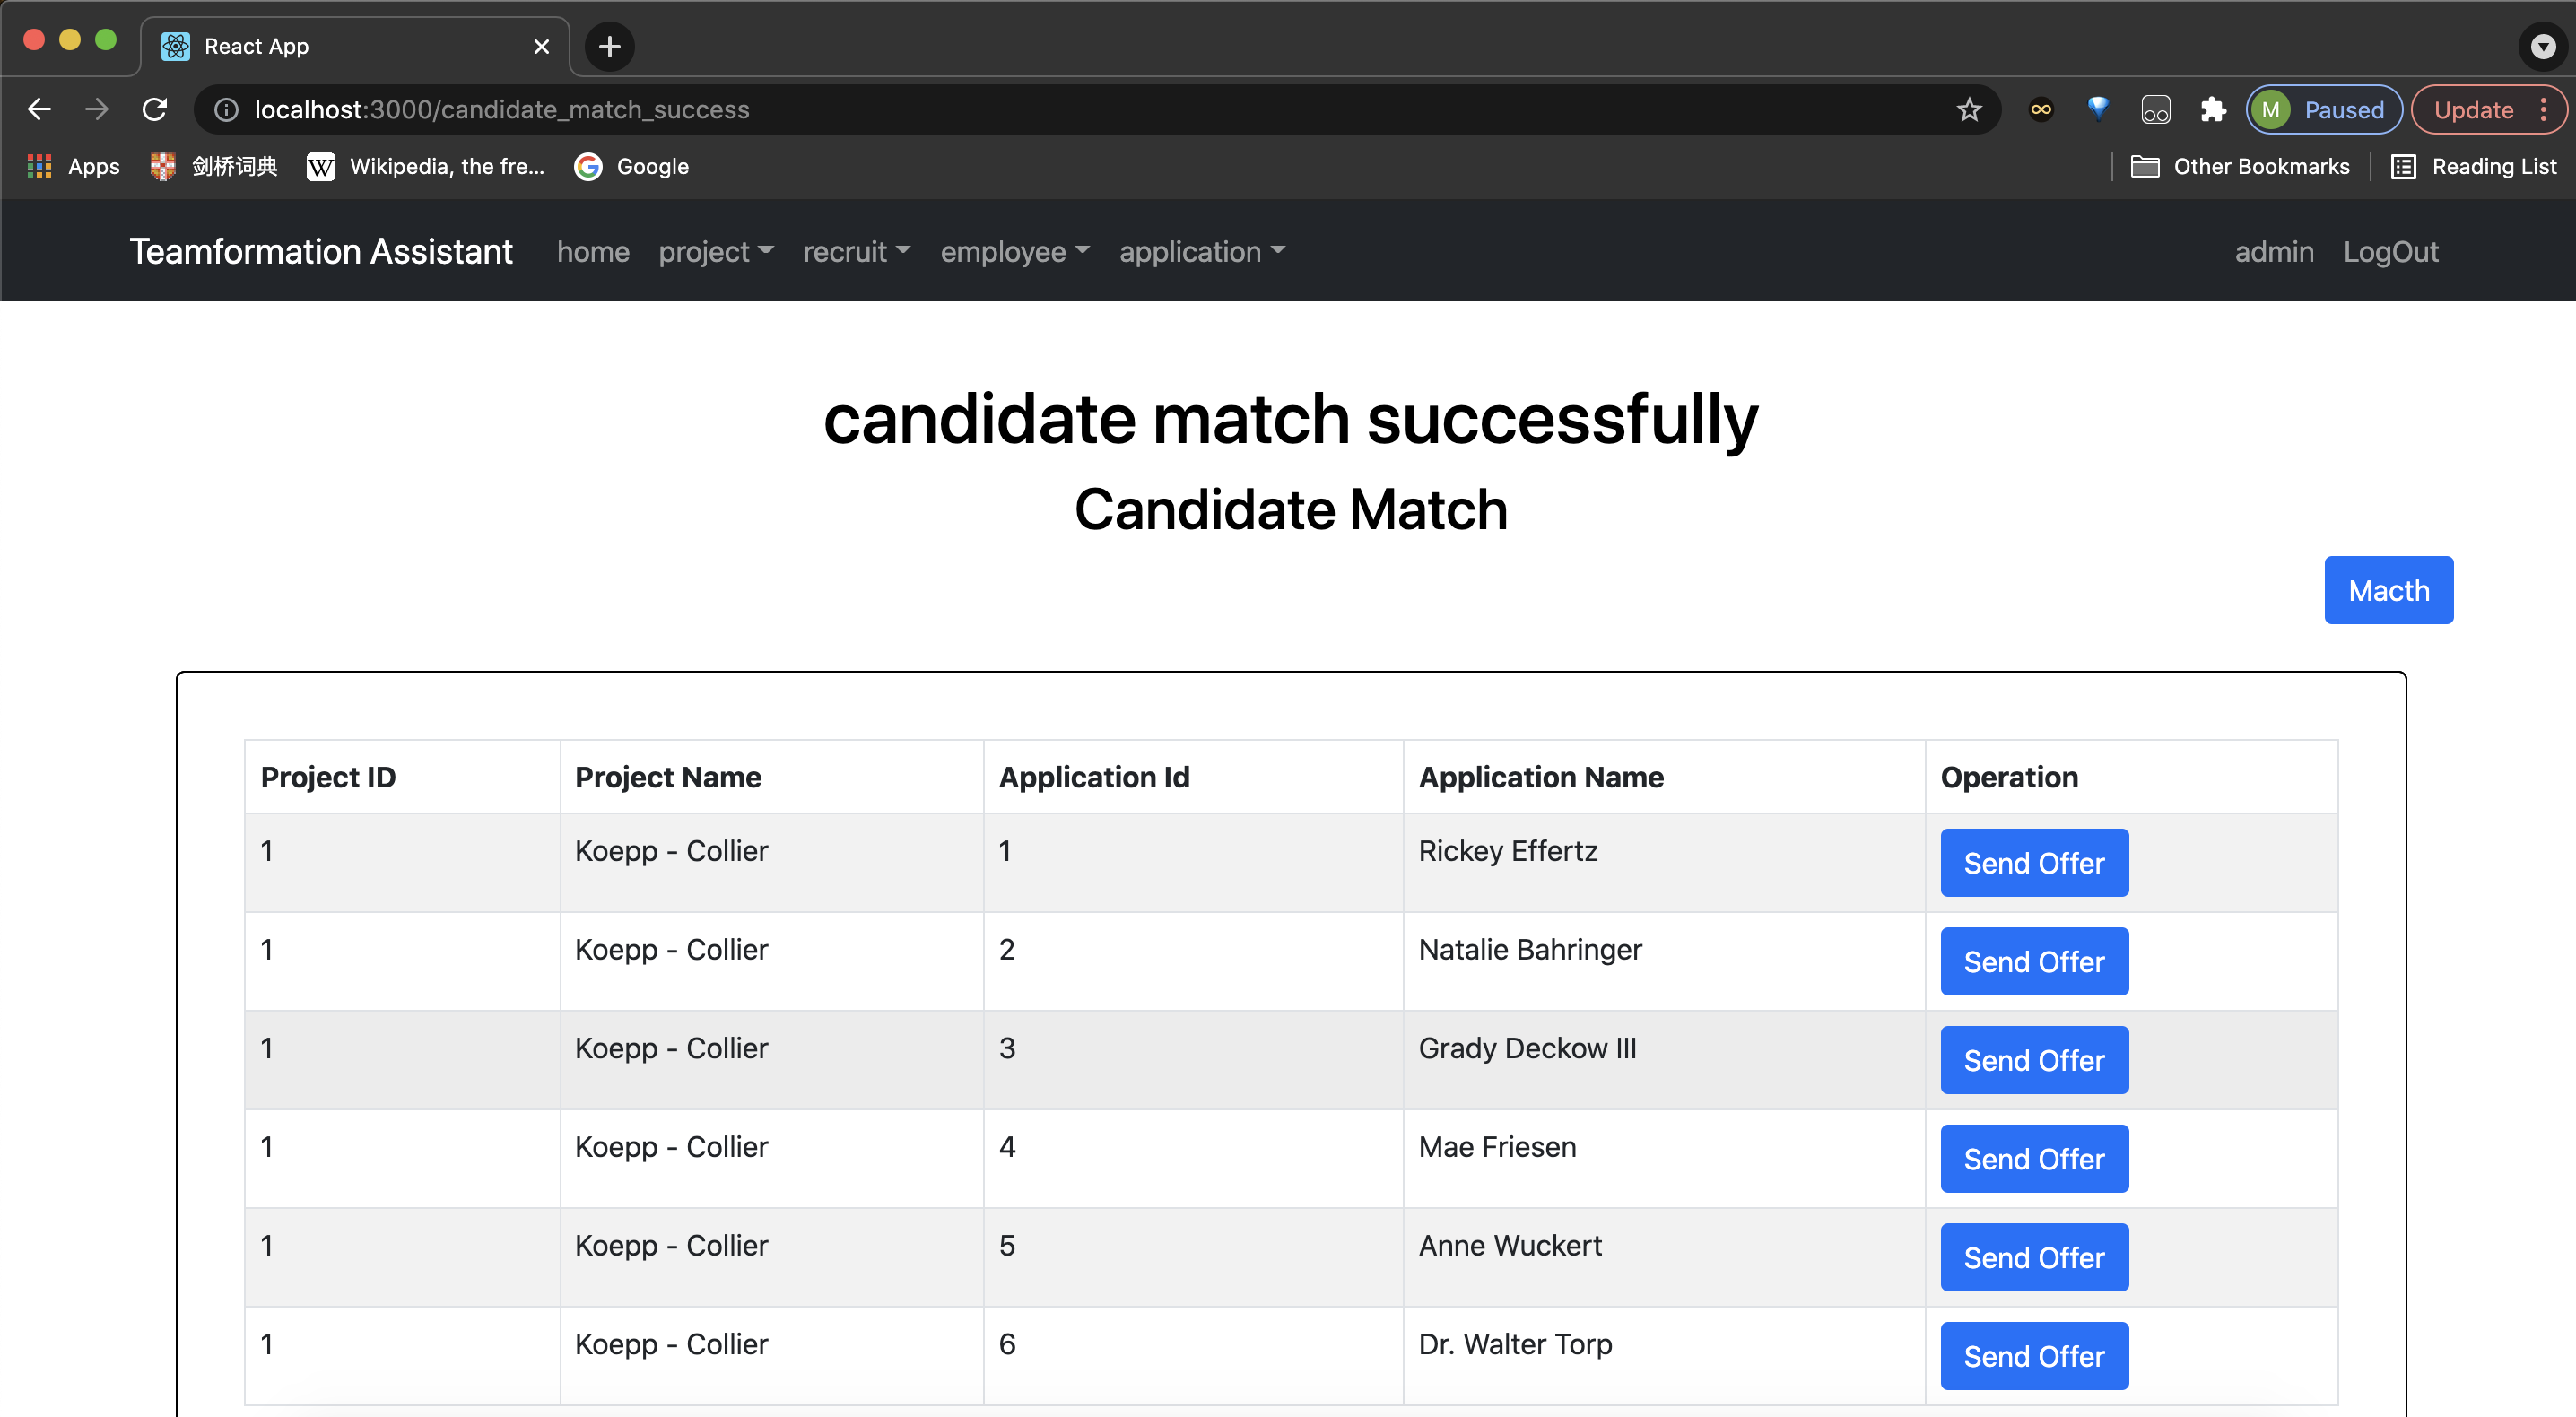 React App
localhost:3000/candidate_match_success
M Paused Update
Apps 剑桥词典 W Wikipedia, the fre... G Google Other Bookmarks Reading List
Teamformation Assistant home project recruit employee application admin LogOut
candidate match successfully
Candidate Match
Macth
Project ID Project Name Application Id Application Name Operation
1 Koepp - Collier 1 Rickey Effertz Send Offer
1 Koepp - Collier 2 Natalie Bahringer Send Offer
1 Koepp - Collier 3 Grady Deckow III Send Offer
1 Koepp - Collier 4 Mae Friesen Send Offer
1 Koepp - Collier 5 Anne Wuckert Send Offer
1 Koepp - Collier 6 Dr. Walter Torp Send Offer